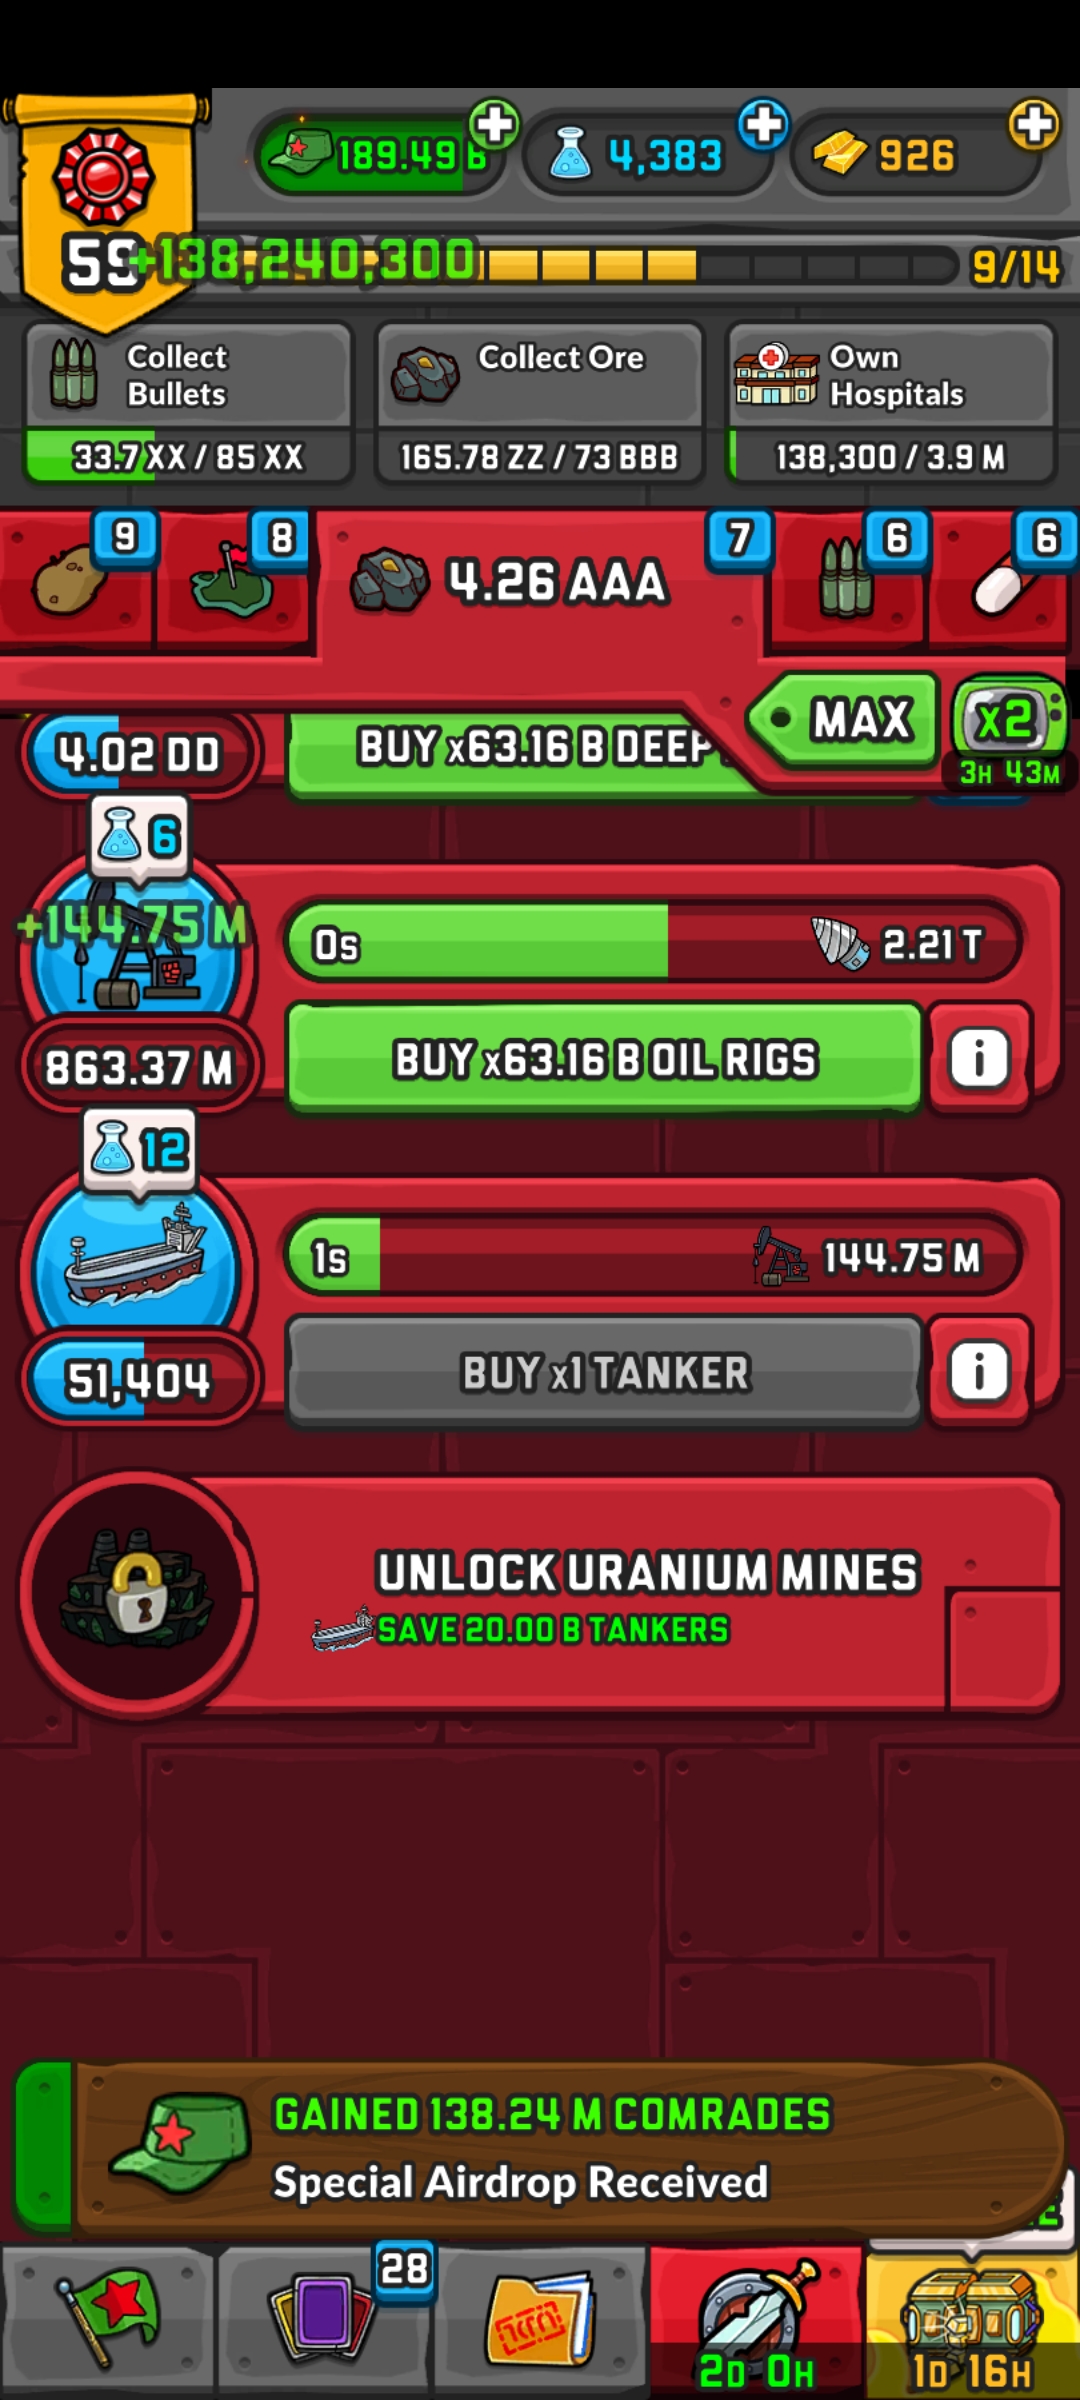 189.49 B
4,383
926
59
+138,240,300
9/14
Collect
Bullets
33.7 XX / 85 XX
Collect Ore
165.78 ZZ / 73 BBB
Own
Hospitals
138,300 / 3.9 M
9
8
4.26 AAA
7
6
6
MAX
x2
3H 43M
4.02 DD
BUY x63.16 B DEEP
6
+144.75 M
0s
2.21 T
863.37 M
BUY x63.16 B OIL RIGS
i
12
1s
144.75 M
51,404
BUY x1 TANKER
i
UNLOCK URANIUM MINES
SAVE 20.00 B TANKERS
GAINED 138.24 M COMRADES
Special Airdrop Received
28
2D 0H
1D 16H